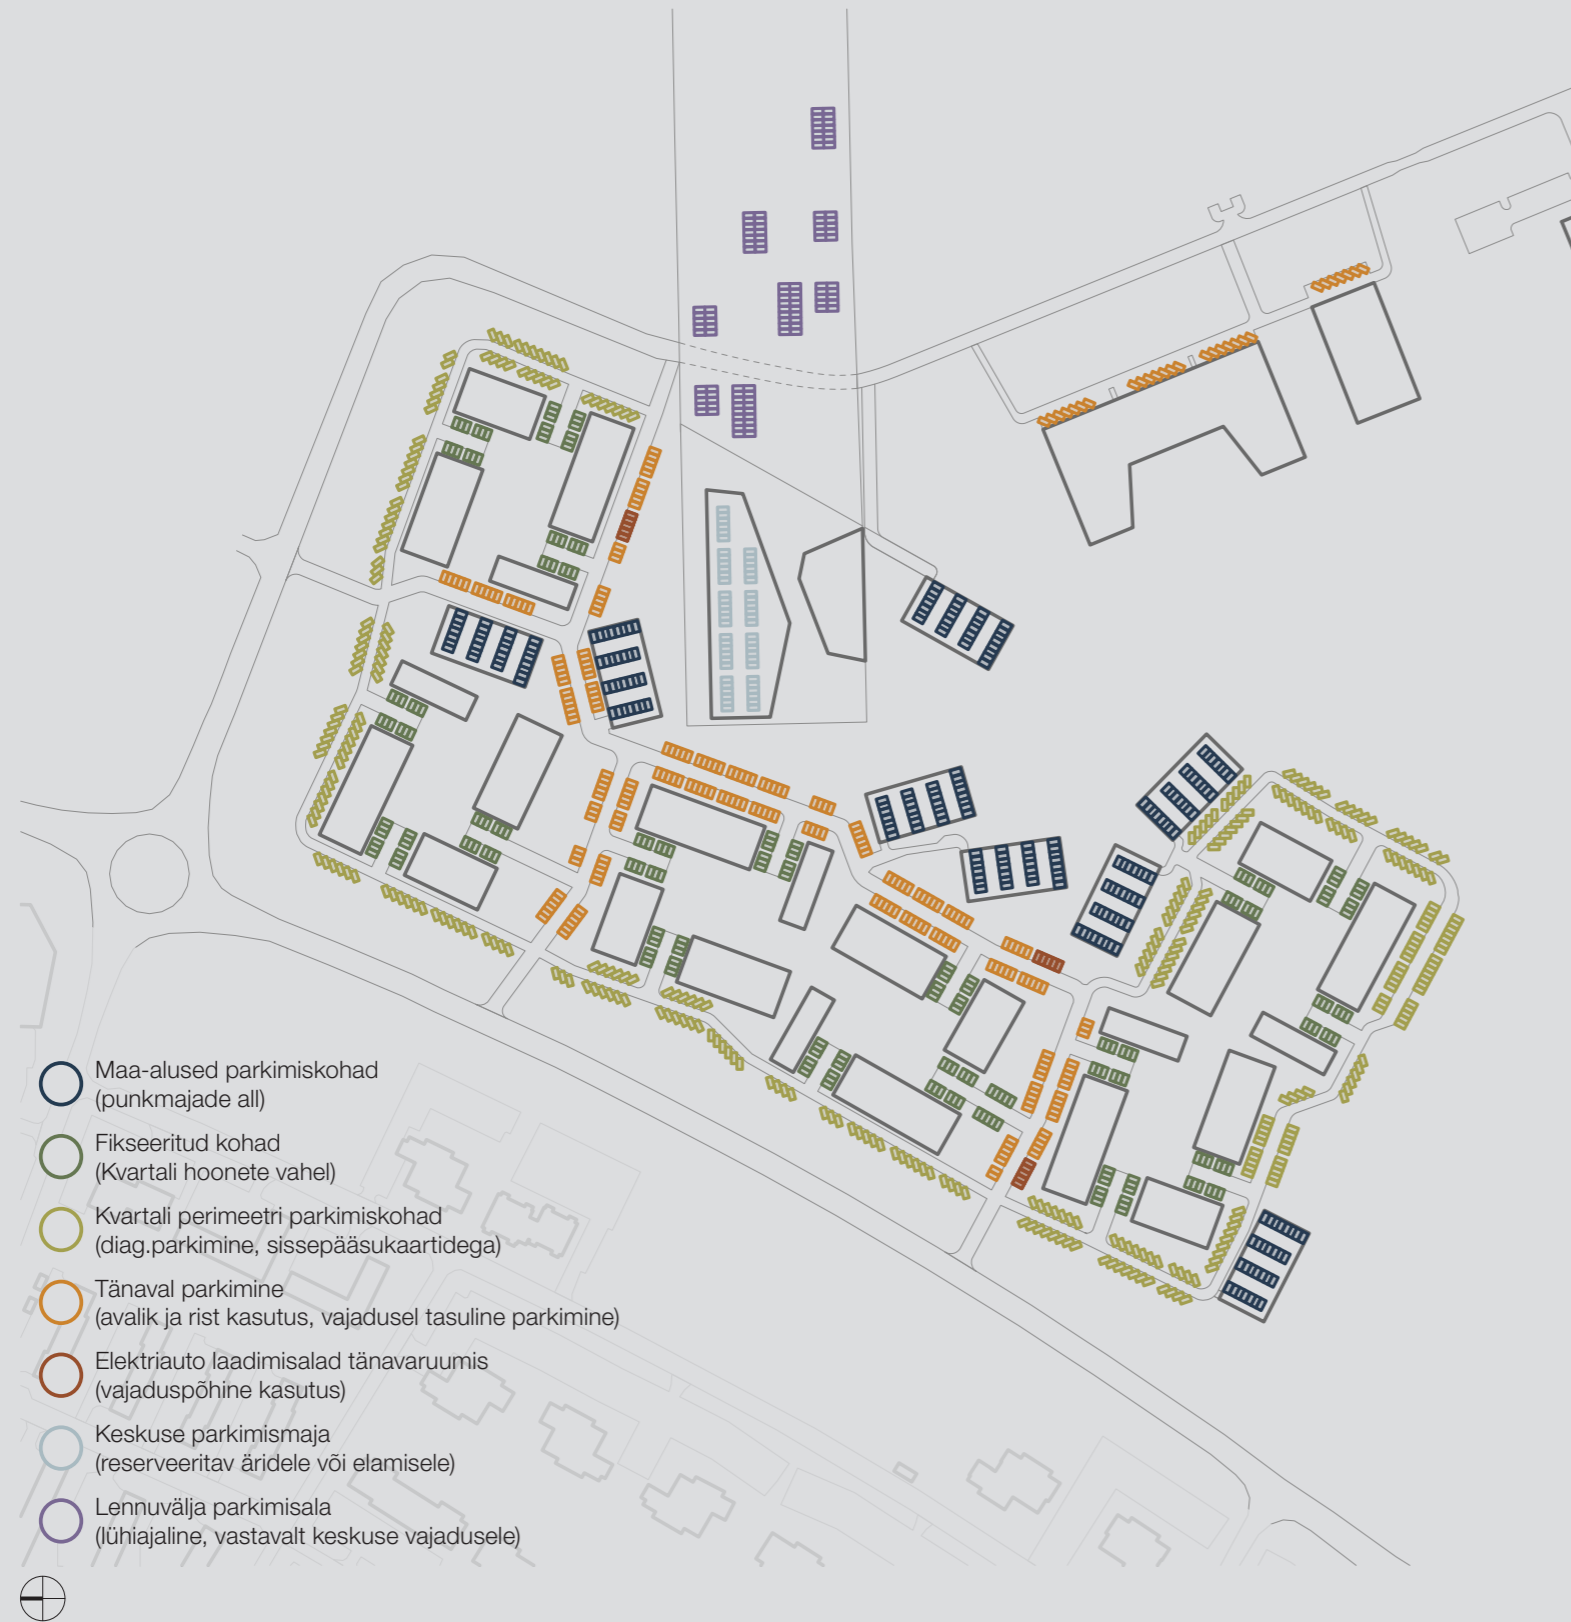 Maa-alused parkimiskohad
(punkmajade all)
Fikseeritud kohad
(Kvartali hoonete vahel)
Kvartali perimeetri parkimiskohad
(diag.parkimine, sissepääsukaartidega)
Tänaval parkimine
(avalik ja rist kasutus, vajadusel tasuline parkimine)
Elektriauto laadimisalad tänavaruumis
(vajaduspõhine kasutus)
Keskuse parkimismaja
(reserveeritav äridele või elamisele)
Lennuvälja parkimisala
(lühiajaline, vastavalt keskuse vajadusele)